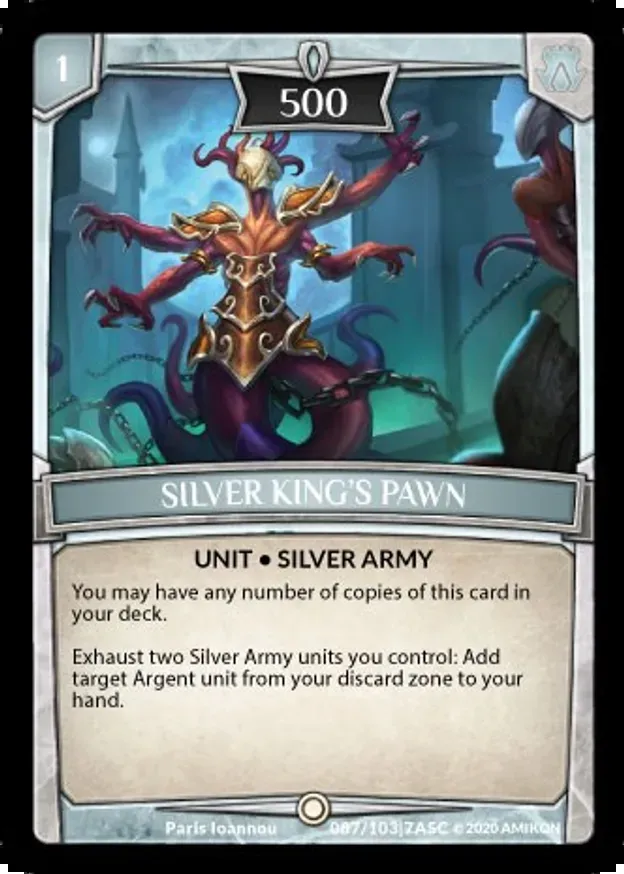 1
500
SILVER KING'S PAWN
UNIT • SILVER ARMY
You may have any number of copies of this card in
your deck.
Exhaust two Silver Army units you control: Add
target Argent unit from your discard zone to your
hand.
Paris Ioannou 087/103|ZASC © 2020 AMIKON